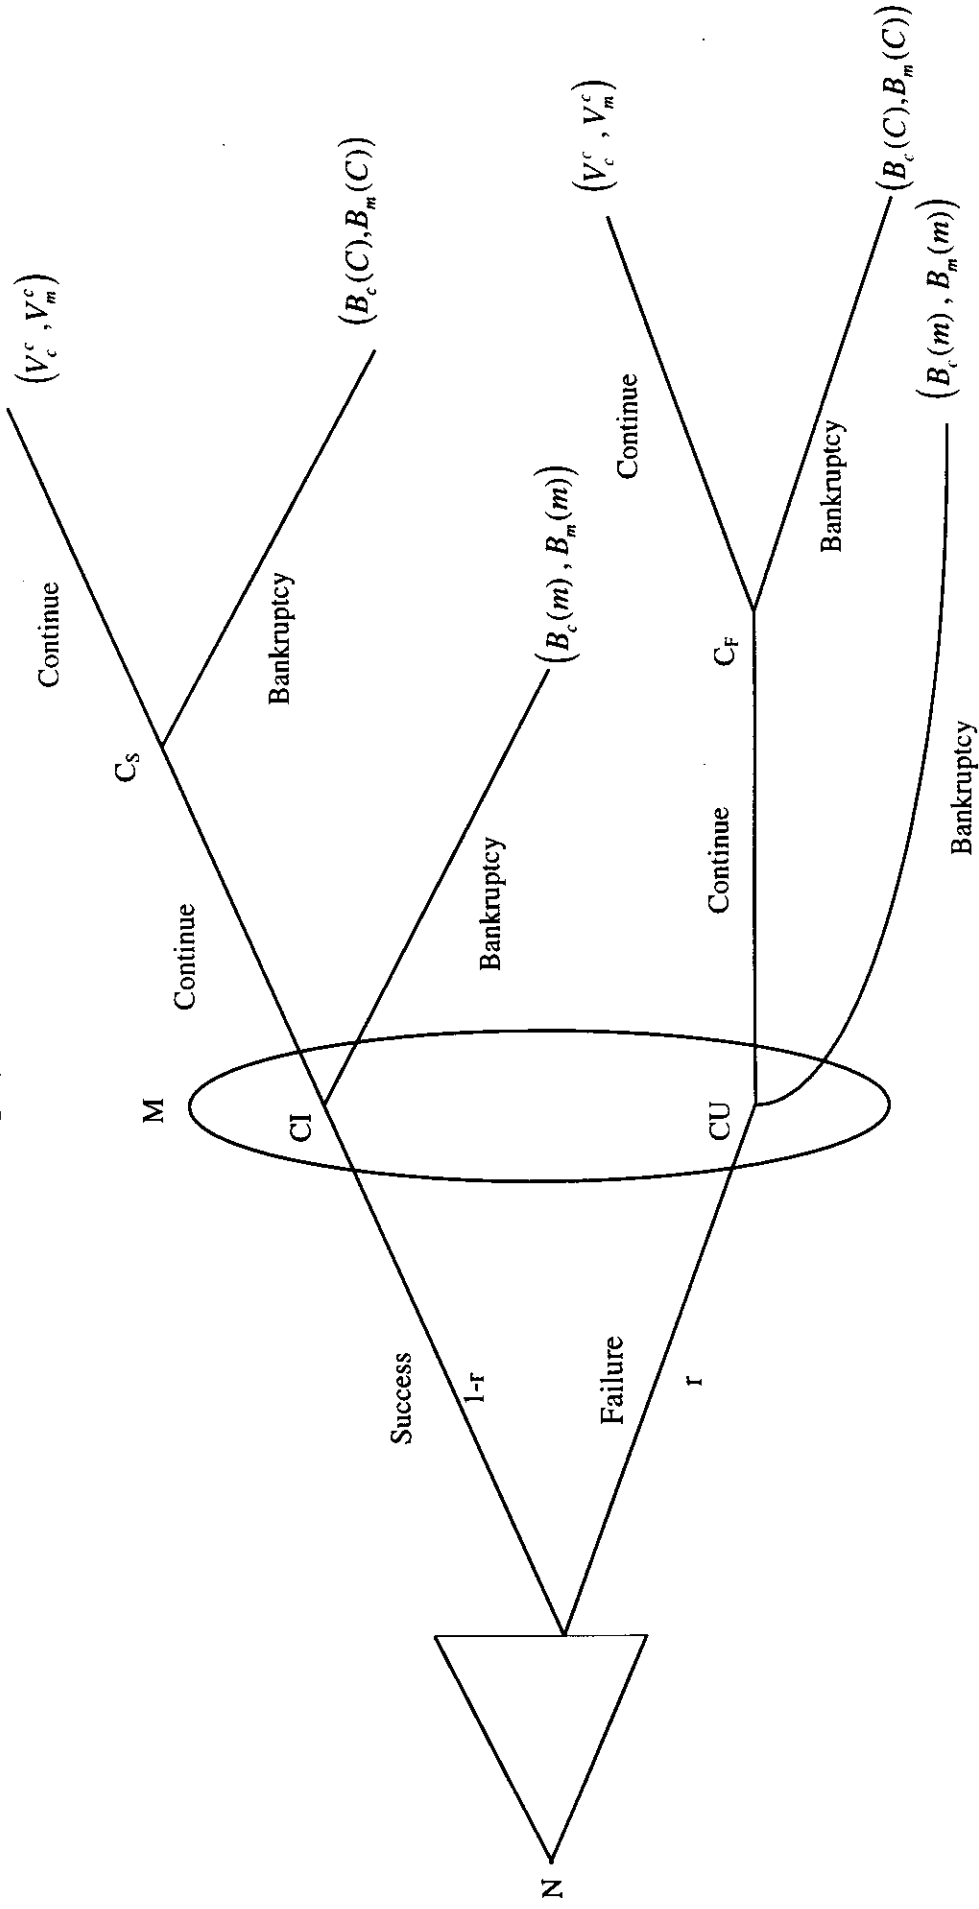 N
Success
1-r
Failure
r
M
CI
CU
Continue
Bankruptcy
(B_c(m), B_m(m))
C_S
Continue
(V_c^c, V_m^c)
Bankruptcy
(B_c(C), B_m(C))
Continue
C_F
Continue
(V_c^c, V_m^c)
Bankruptcy
(B_c(C), B_m(C))
Bankruptcy
(B_c(m), B_m(m))